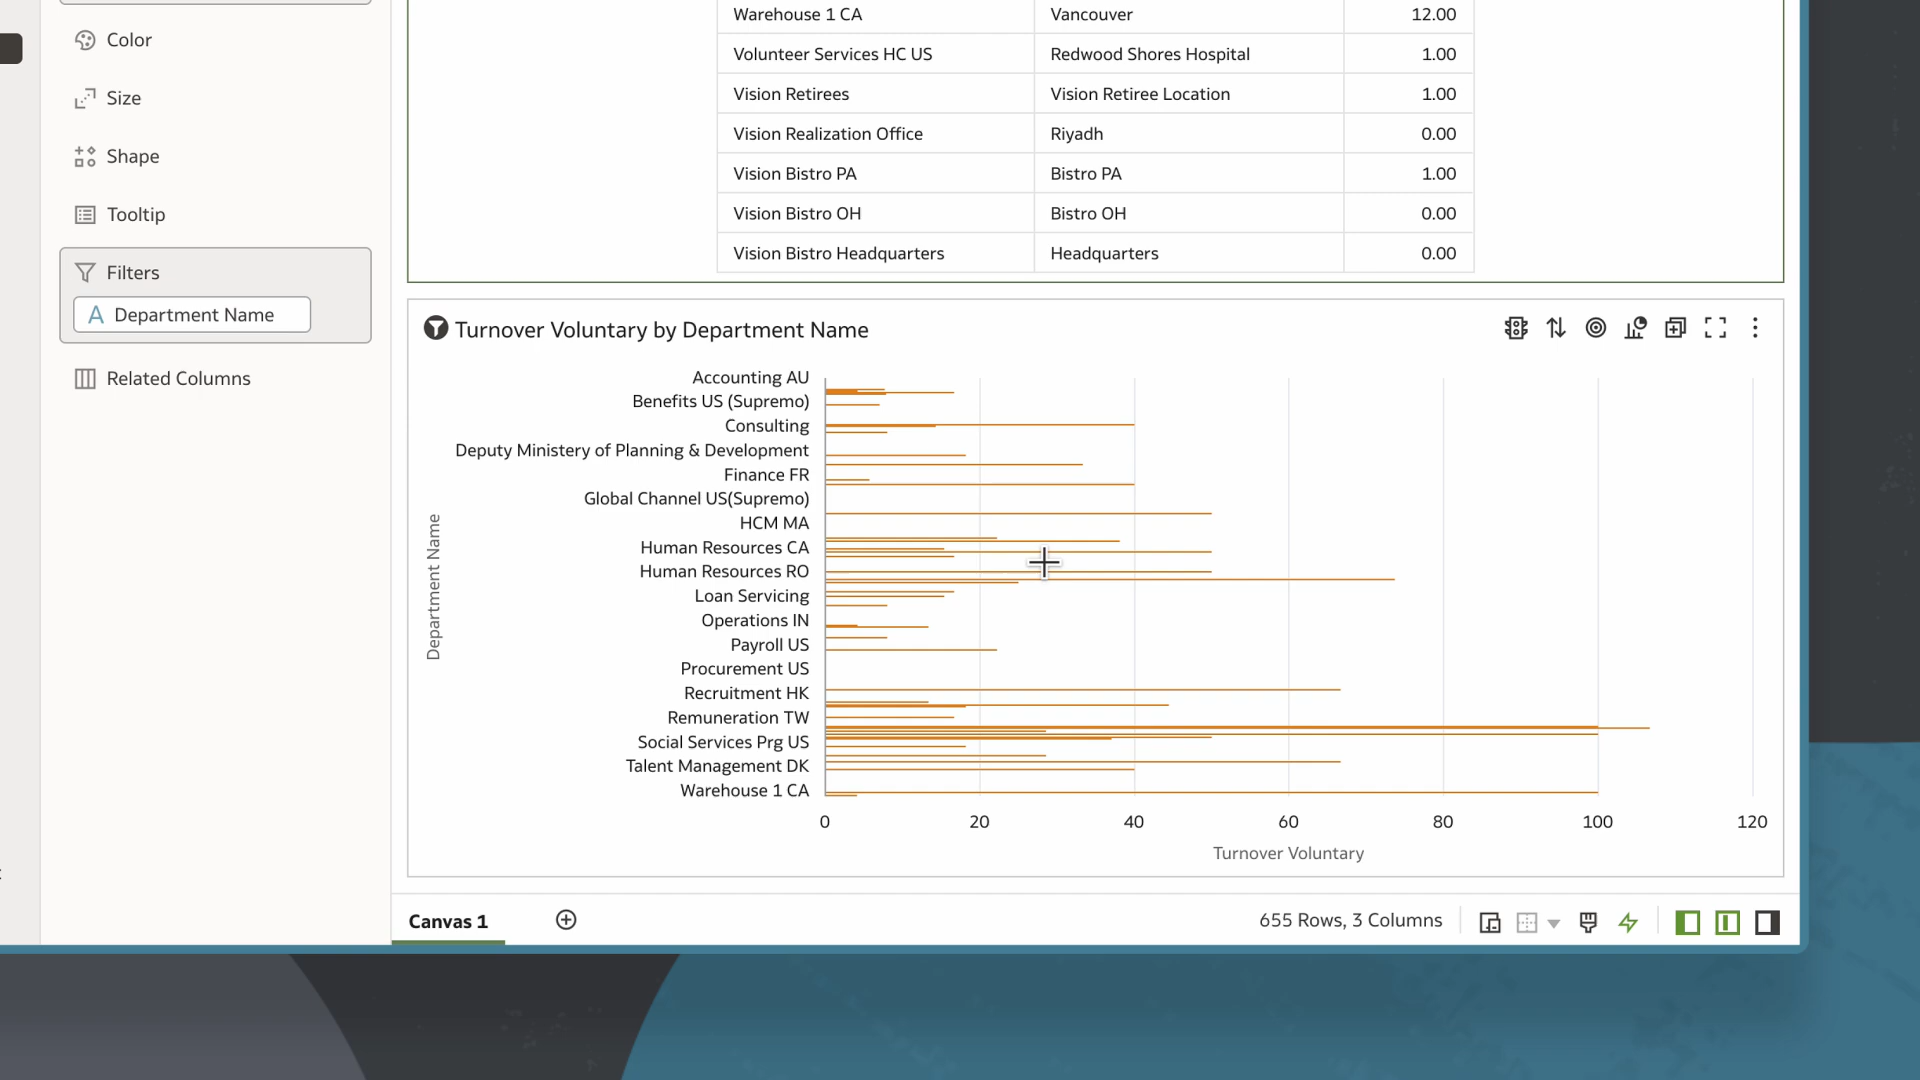 Color
Size
Shape
Tooltip
Filters
A Department Name
Related Columns
Warehouse 1 CA Vancouver 12.00
Volunteer Services HC US Redwood Shores Hospital 1.00
Vision Retirees Vision Retiree Location 1.00
Vision Realization Office Riyadh 0.00
Vision Bistro PA Bistro PA 1.00
Vision Bistro OH Bistro OH 0.00
Vision Bistro Headquarters Headquarters 0.00
Turnover Voluntary by Department Name
Department Name
Accounting AU
Benefits US (Supremo)
Consulting
Deputy Ministry of Planning & Development
Finance FR
Global Channel US(Supremo)
HCM MA
Human Resources CA
Human Resources RO
Loan Servicing
Operations IN
Payroll US
Procurement US
Recruitment HK
Remuneration TW
Social Services Prg US
Talent Management DK
Warehouse 1 CA
0 20 40 60 80 100 120
Turnover Voluntary
Canvas 1
655 Rows, 3 Columns